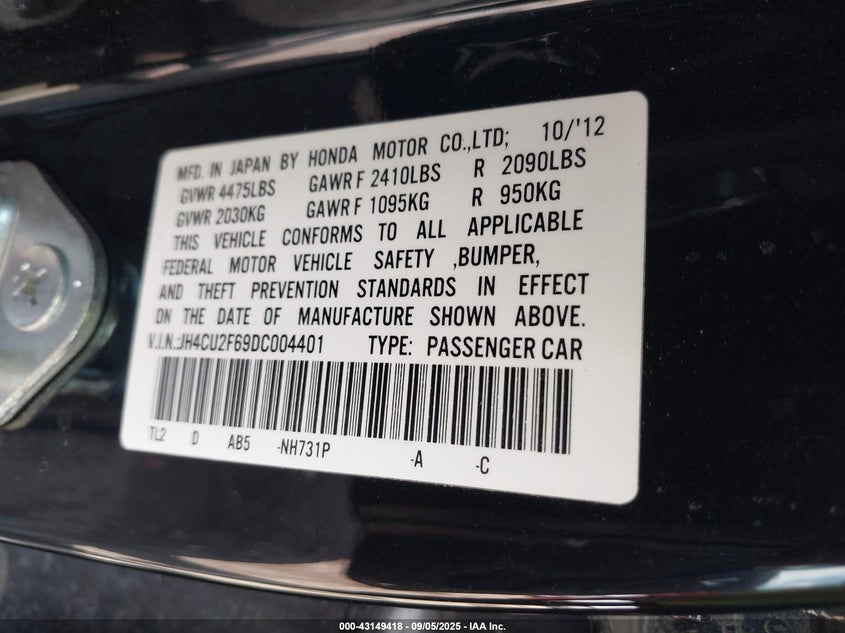 MFD. IN JAPAN BY HONDA MOTOR CO.,LTD; 10/'12
GVWR 4475LBS GAWR F 2410LBS R 2090LBS
GVWR 2030KG GAWR F 1095KG R 950KG
THIS VEHICLE CONFORMS TO ALL APPLICABLE
FEDERAL MOTOR VEHICLE SAFETY ,BUMPER,
AND THEFT PREVENTION STANDARDS IN EFFECT
ON THE DATE OF MANUFACTURE SHOWN ABOVE.
V.I.N.:JH4CU2F69DC004401 TYPE: PASSENGER CAR
TL2 D AB5 -NH731P -A -C
000-43149418 - 09/05/2025 - IAA Inc.